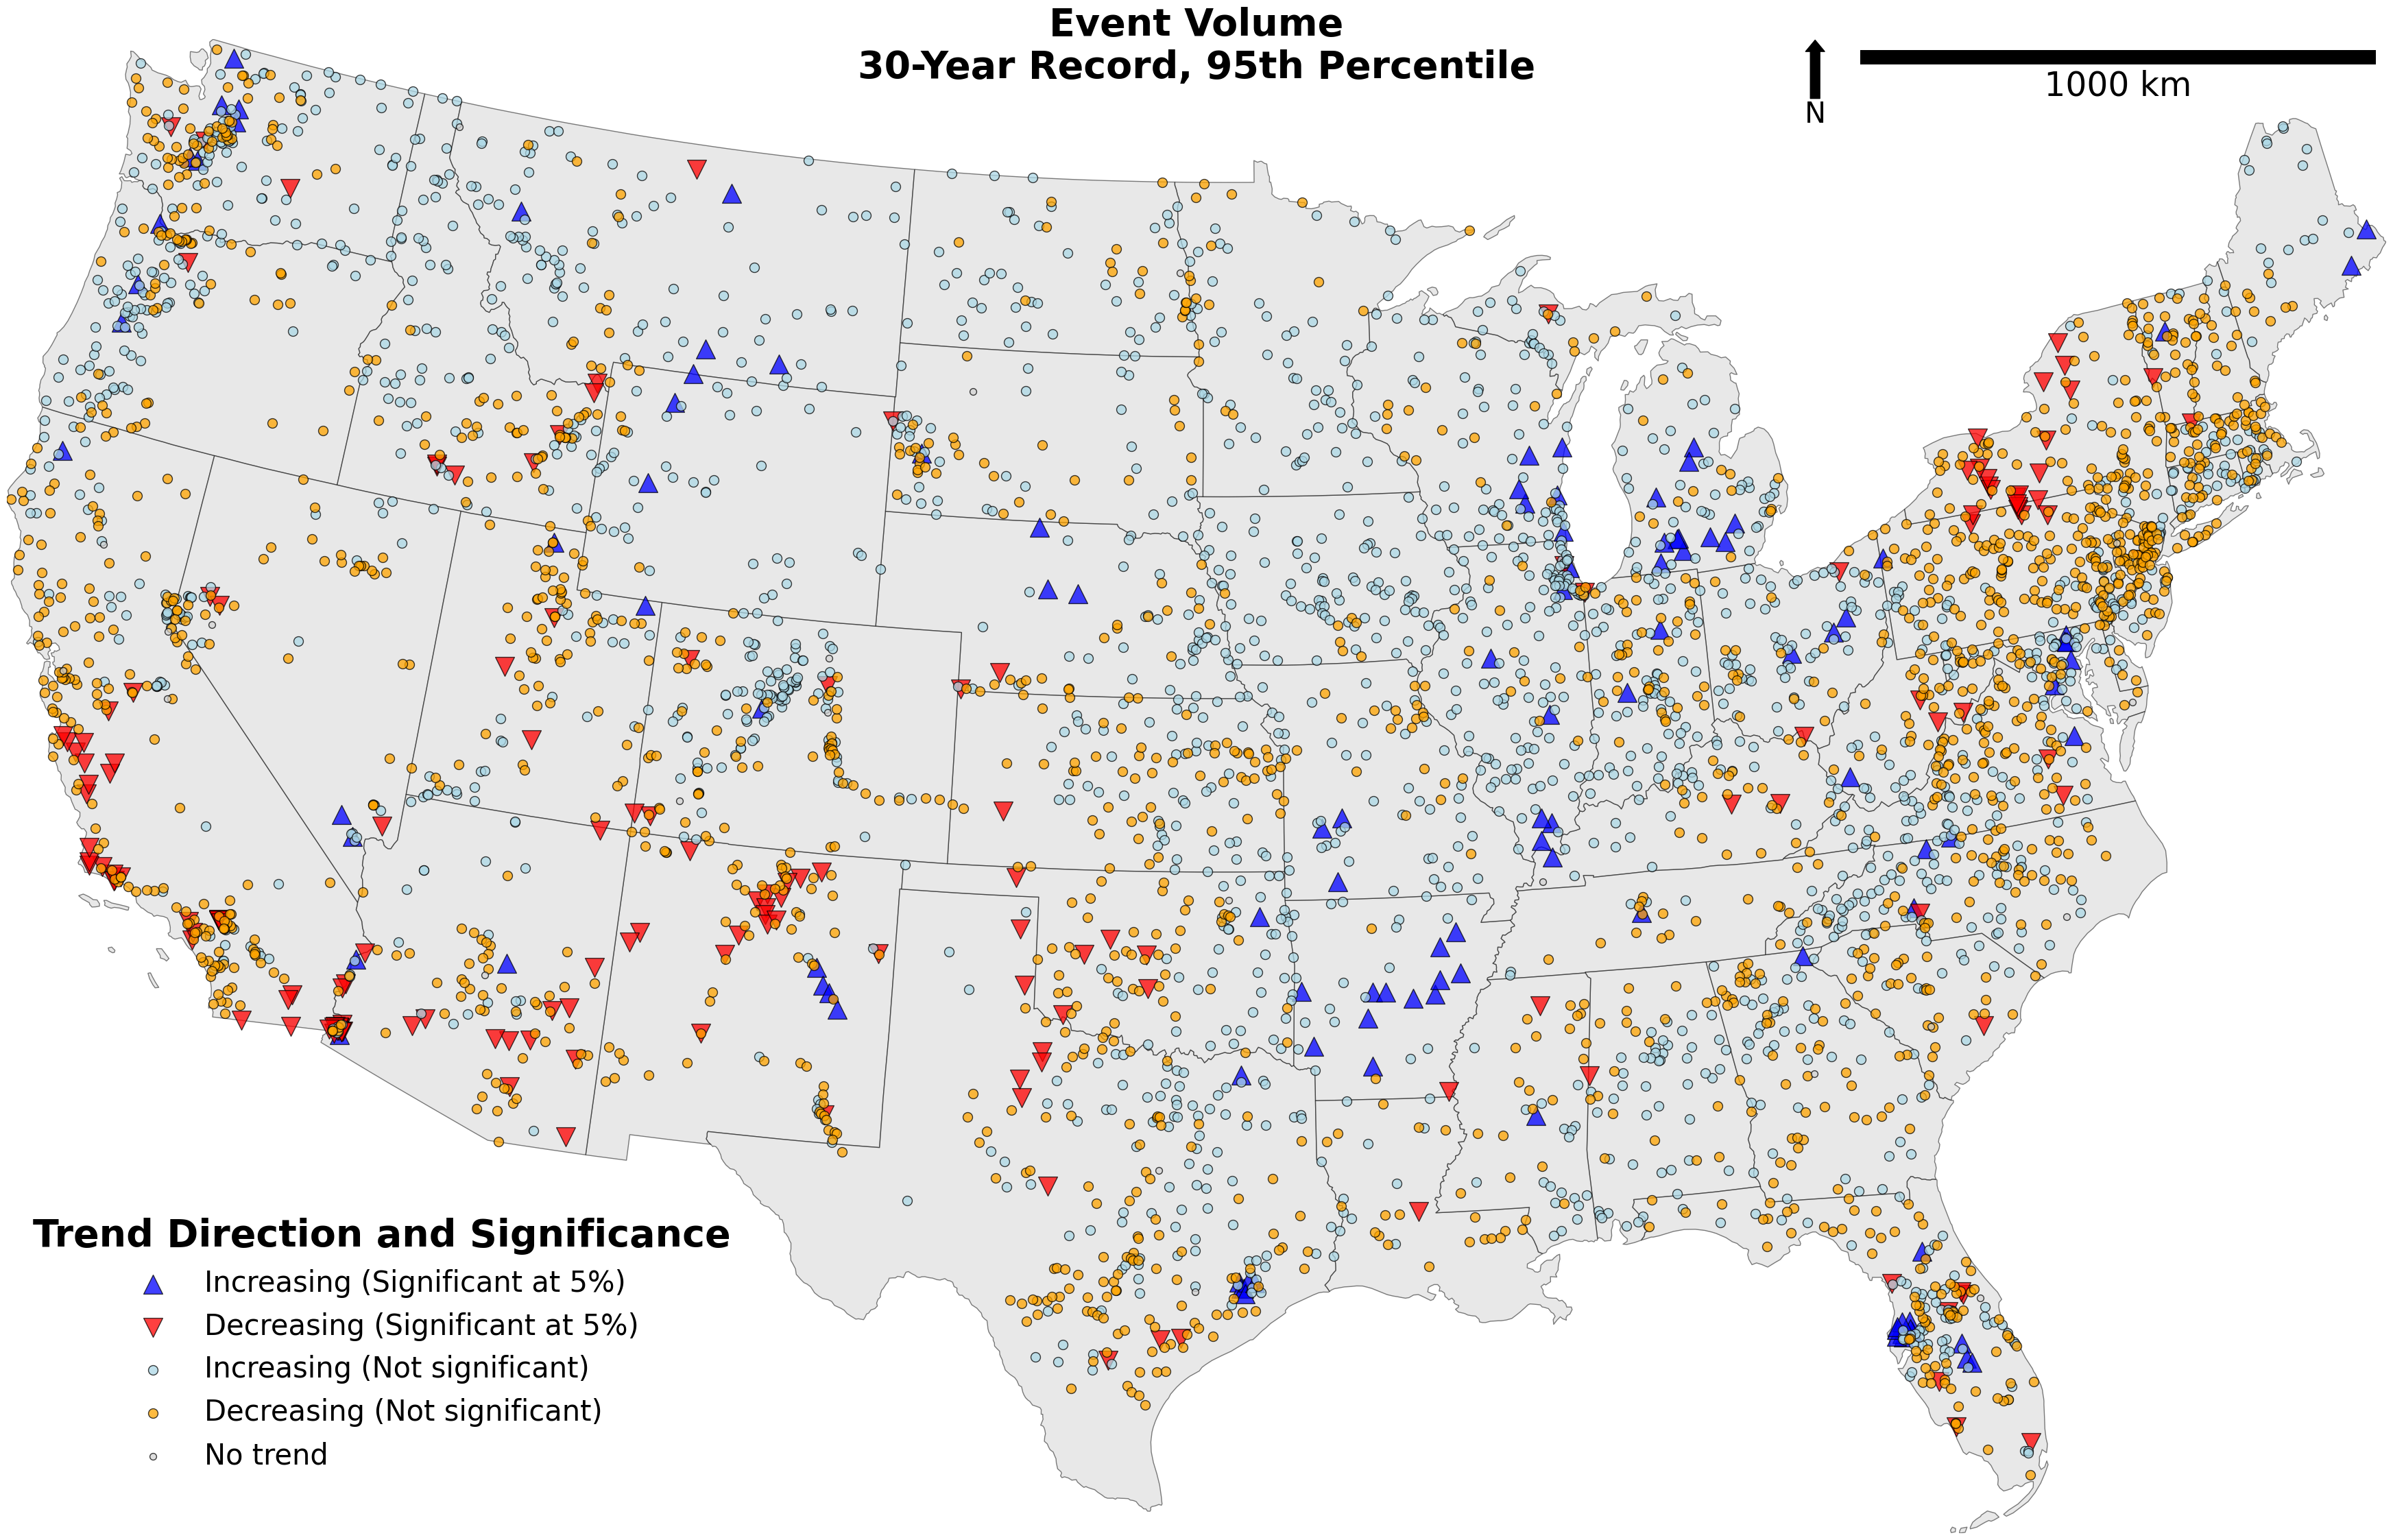 Event Volume
30-Year Record, 95th Percentile
N
1000 km
Trend Direction and Significance
Increasing (Significant at 5%)
Decreasing (Significant at 5%)
Increasing (Not significant)
Decreasing (Not significant)
No trend